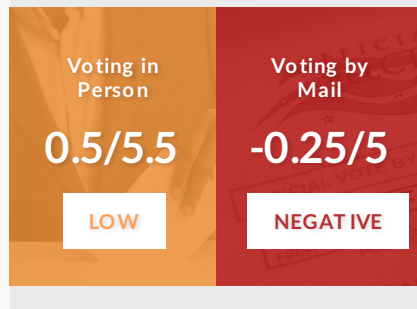 Voting in
Person
0.5/5.5
LOW
Voting by
Mail
-0.25/5
NEGATIVE